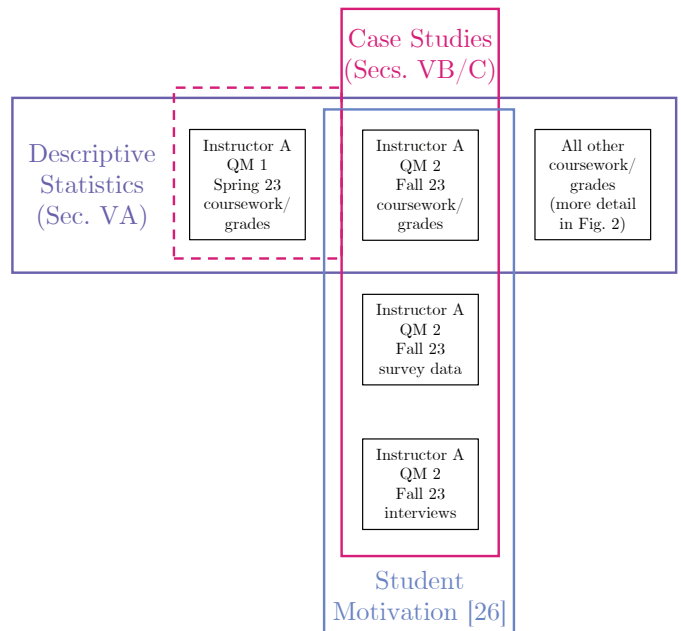 Case Studies
(Secs. VB/C)
Descriptive
Statistics
(Sec. VA)
Instructor A
QM 1
Spring 23
coursework/
grades
Instructor A
QM 2
Fall 23
coursework/
grades
All other
coursework/
grades
(more detail
in Fig. 2)
Instructor A
QM 2
Fall 23
survey data
Instructor A
QM 2
Fall 23
interviews
Student
Motivation [26]